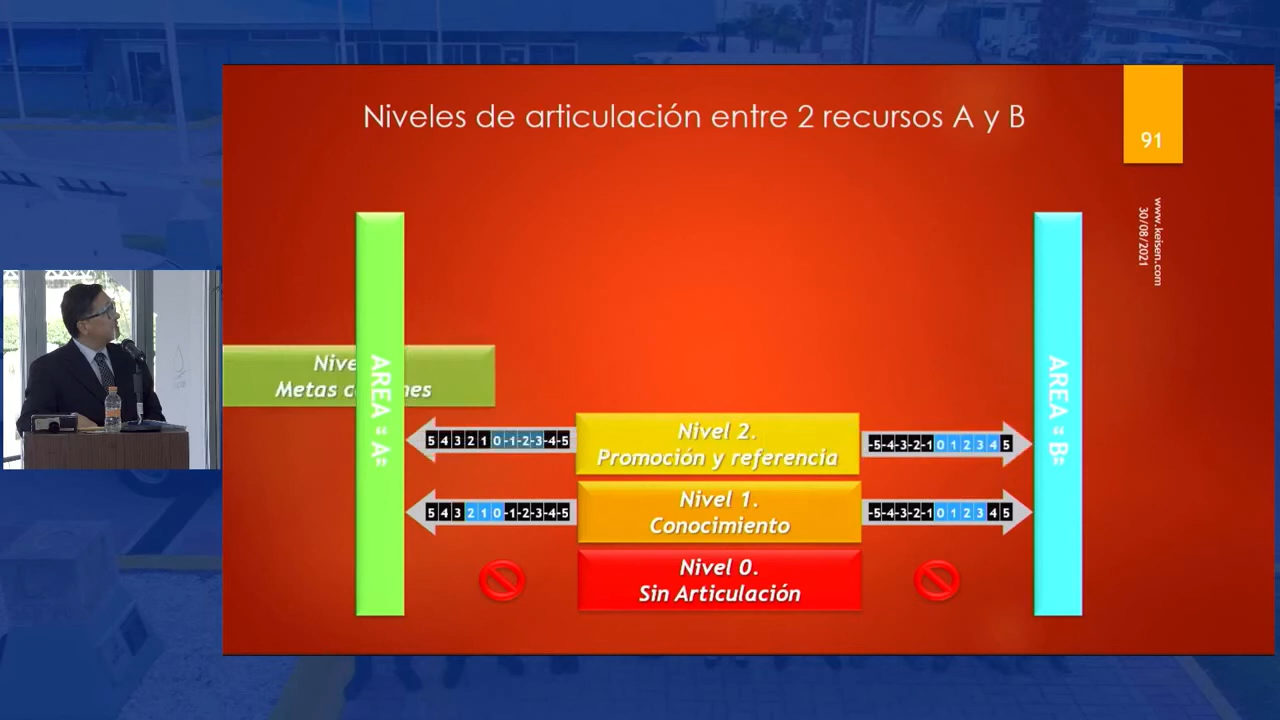 Niveles de articulación entre 2 recursos A y B
91
www.keisen.com
30/08/2021
AREA = A=
AREA = B=
Nive
Metas c nes
5 4 3 2 1 0 -1 -2 -3 -4 -5
Nivel 2.
Promoción y referencia
-5 -4 -3 -2 -1 0 1 2 3 4 5
5 4 3 2 1 0 -1 -2 -3 -4 -5
Nivel 1.
Conocimiento
-5 -4 -3 -2 -1 0 1 2 3 4 5
Nivel 0.
Sin Articulación